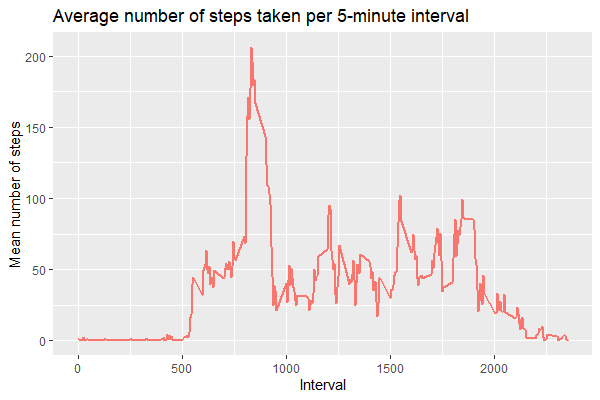 Average number of steps taken per 5-minute interval
Mean number of steps
200
150
100
50
0
0 500 1000 1500 2000
Interval